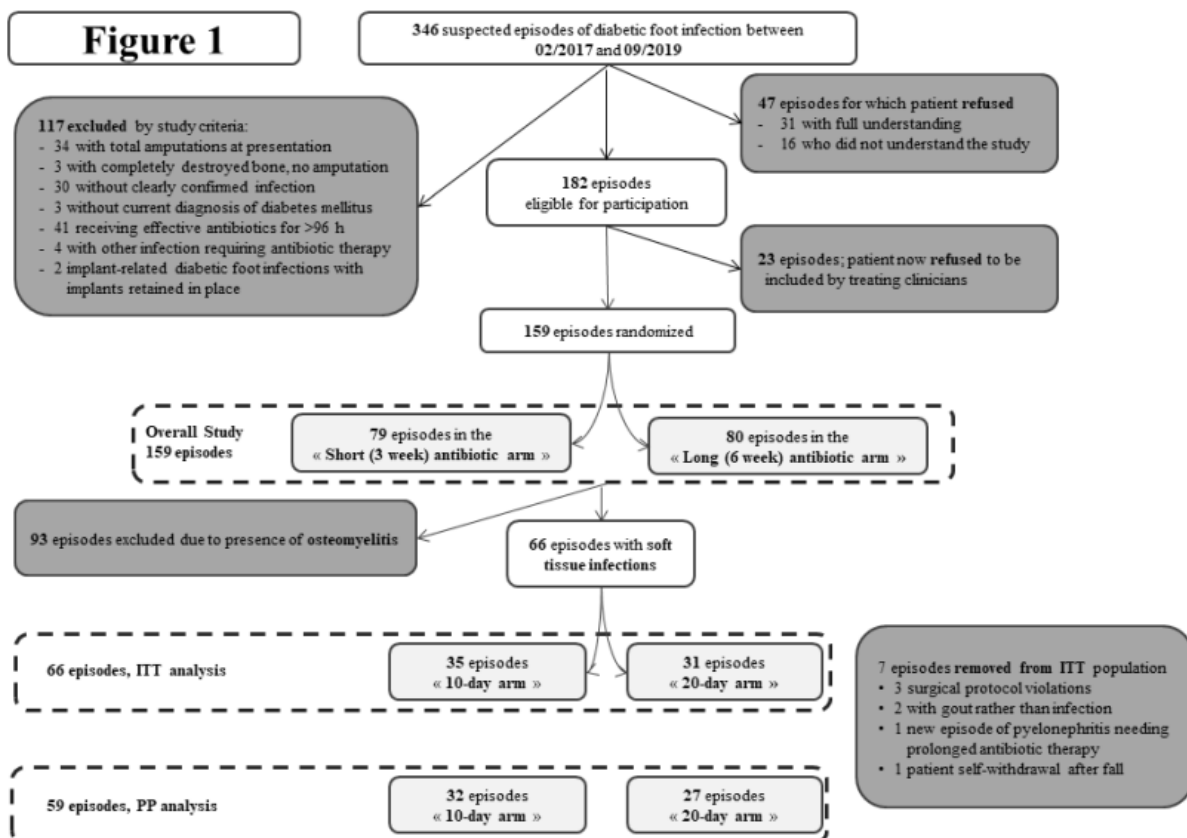 Figure 1
346 suspected episodes of diabetic foot infection between
02/2017 and 09/2019
117 excluded by study criteria:
- 34 with total amputations at presentation
- 3 with completely destroyed bone, no amputation
- 30 without clearly confirmed infection
- 3 without current diagnosis of diabetes mellitus
- 41 receiving effective antibiotics for >96 h
- 4 with other infection requiring antibiotic therapy
- 2 implant-related diabetic foot infections with
implants retained in place
47 episodes for which patient refused
- 31 with full understanding
- 16 who did not understand the study
182 episodes
eligible for participation
23 episodes; patient now refused to be
included by treating clinicians
159 episodes randomized
Overall Study
159 episodes
79 episodes in the
« Short (3 week) antibiotic arm »
80 episodes in the
« Long (6 week) antibiotic arm »
93 episodes excluded due to presence of osteomyelitis
66 episodes with soft
tissue infections
66 episodes, ITT analysis
35 episodes
« 10-day arm »
31 episodes
« 20-day arm »
7 episodes removed from ITT population
• 3 surgical protocol violations
• 2 with gout rather than infection
• 1 new episode of pyelonephritis needing
prolonged antibiotic therapy
• 1 patient self-withdrawal after fall
59 episodes, PP analysis
32 episodes
« 10-day arm »
27 episodes
« 20-day arm »